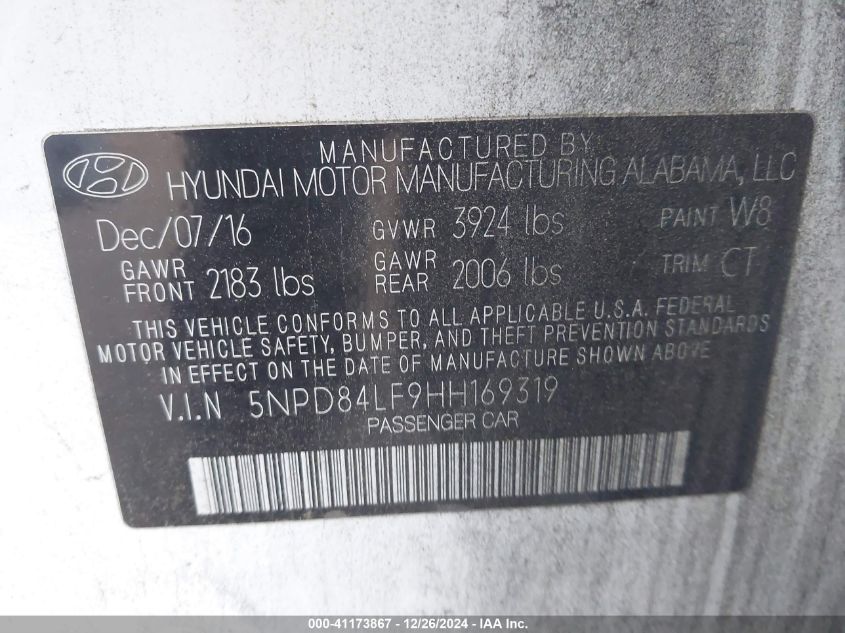 MANUFACTURED BY
HYUNDAI MOTOR MANUFACTURING ALABAMA, LLC
Dec/07/16 GVWR 3924 lbs PAINT W8
GAWR FRONT 2183 lbs GAWR REAR 2006 lbs TRIM CT
THIS VEHICLE CONFORMS TO ALL APPLICABLE U.S.A. FEDERAL
MOTOR VEHICLE SAFETY, BUMPER, AND THEFT PREVENTION STANDARDS
IN EFFECT ON THE DATE OF MANUFACTURE SHOWN ABOVE
V.I.N 5NPD84LF9HH169319
PASSENGER CAR
000-41173867 - 12/26/2024 - IAA Inc.